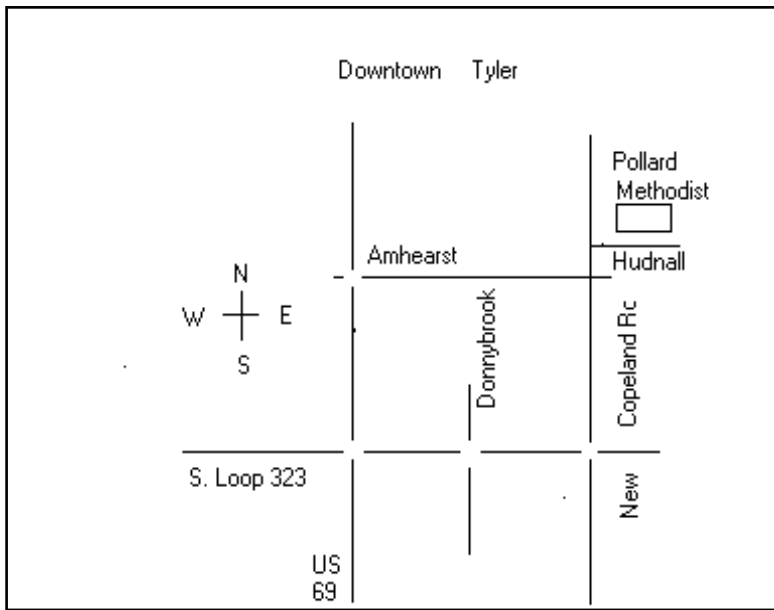 Downtown Tyler
Pollard
Methodist
Amhearst
Hudnall
N
W E
S
Donnybrook
Copeland Rc
S. Loop 323
New
US
69